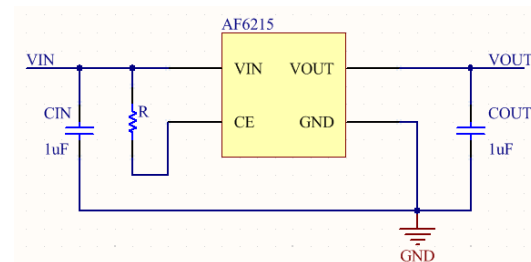 AF6215
VIN
VOUT
VIN
VOUT
CIN
R
CE
GND
COUT
1uF
1uF
GND